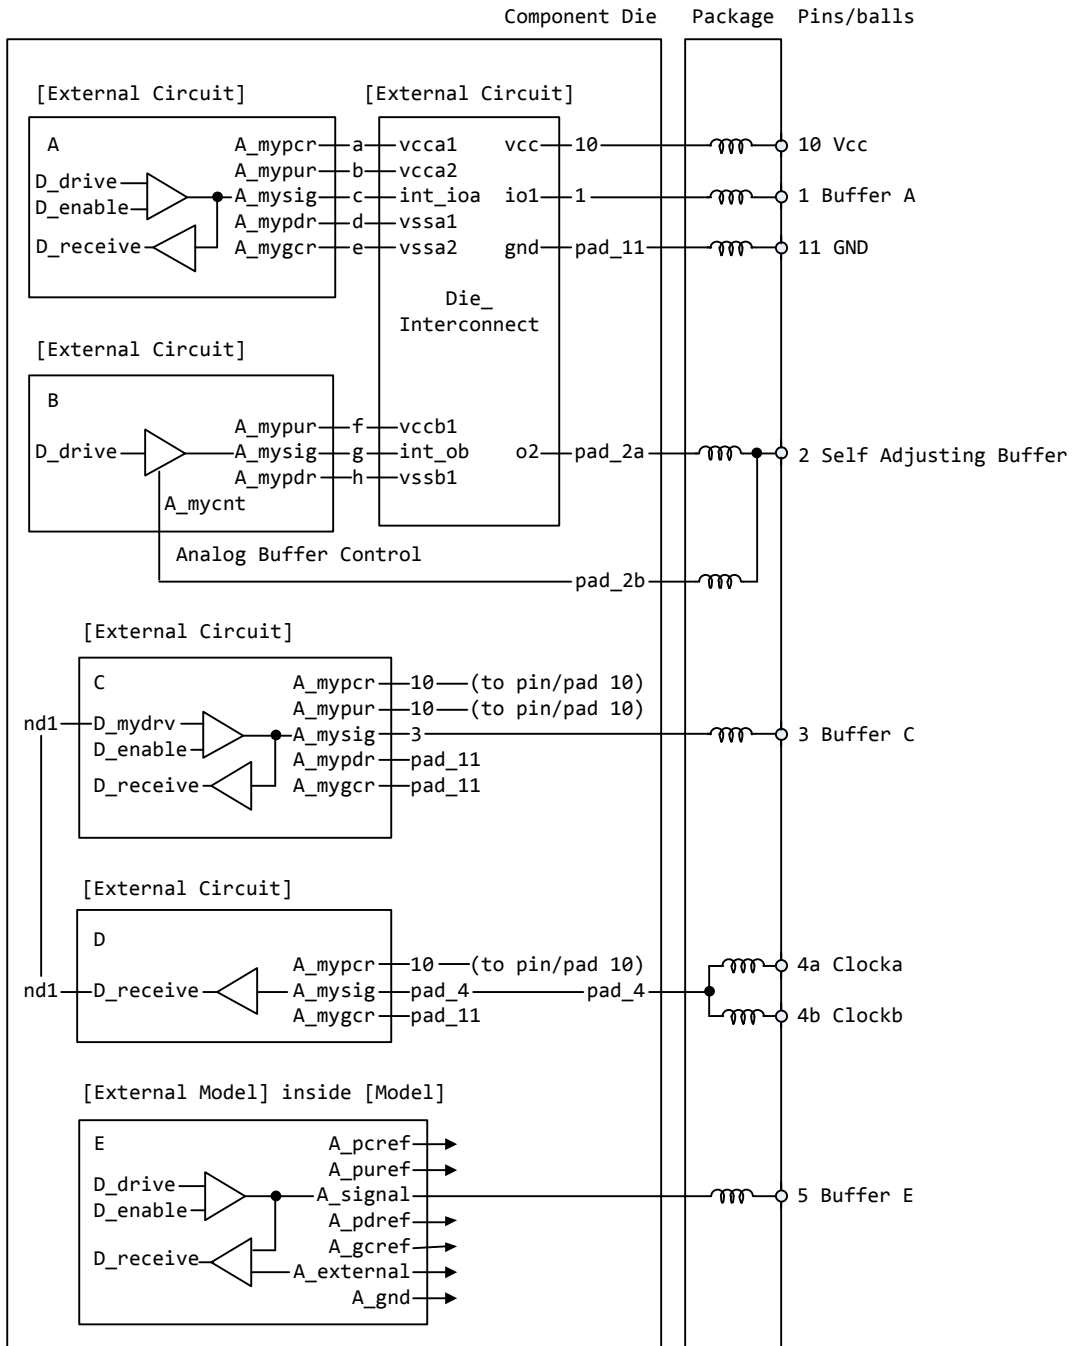 Component Die Package Pins/balls
[External Circuit] [External Circuit]
A A_mypcr a vcca1 vcc 10 10 Vcc
A_mypur b vcca2
D_drive A_mysig c int_ioa io1 1 1 Buffer A
D_enable
A_mypdr d vssa1
D_receive A_mygcr e vssa2 gnd pad_11 11 GND
Die_
Interconnect
[External Circuit]
B
A_mypur f vccb1
D_drive A_mysig g int_ob o2 pad_2a 2 Self Adjusting Buffer
A_mypdr h vssb1
A_mycnt
Analog Buffer Control
pad_2b
[External Circuit]
C A_mypcr 10 (to pin/pad 10)
A_mypur 10 (to pin/pad 10)
nd1 D_mydrv A_mysig 3 3 Buffer C
D_enable
A_mypdr pad_11
D_receive A_mygcr pad_11
[External Circuit]
D
A_mypcr 10 (to pin/pad 10) 4a Clocka
nd1 D_receive A_mysig pad_4 pad_4
A_mygcr pad_11 4b Clockb
[External Model] inside [Model]
E A_pcref
A_puref
D_drive A_signal 5 Buffer E
D_enable
A_pdref
A_gcref
D_receive A_external
A_gnd